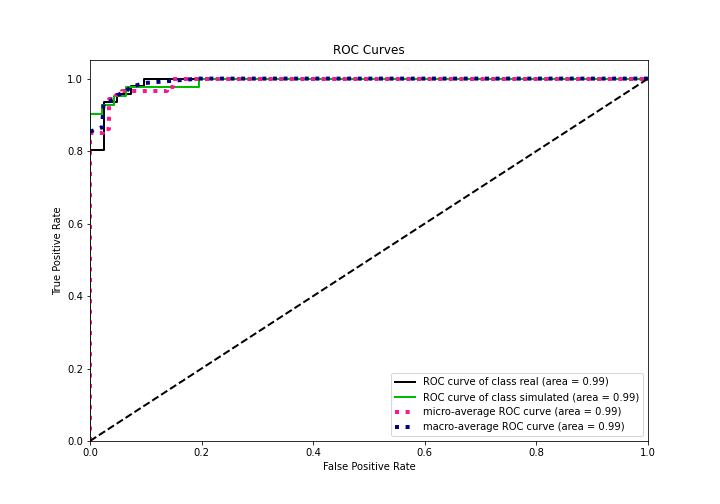 ROC Curves
True Positive Rate
1.0
0.8
0.6
0.4
0.2
0.0
0.0 0.2 0.4 0.6 0.8 1.0
False Positive Rate
ROC curve of class real (area = 0.99)
ROC curve of class simulated (area = 0.99)
micro-average ROC curve (area = 0.99)
macro-average ROC curve (area = 0.99)